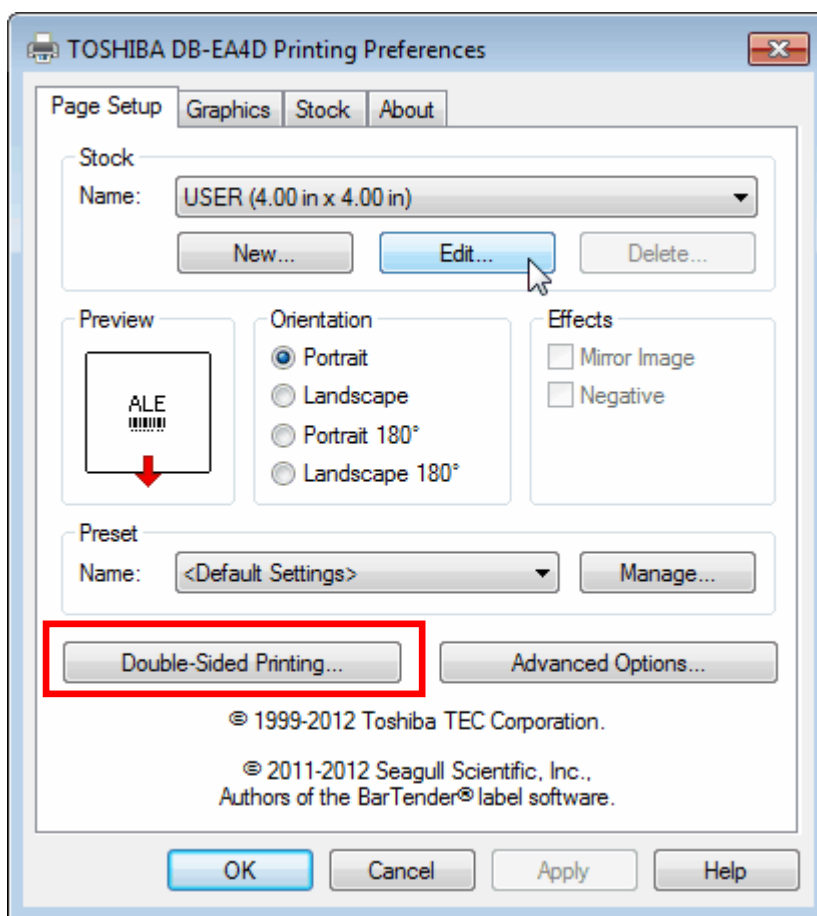 TOSHIBA DB-EA4D Printing Preferences
Page Setup Graphics Stock About
Stock
Name: USER (4.00 in x 4.00 in)
New... Edit... Delete...
Preview Orientation Effects
ALE
Portrait
Landscape
Portrait 180°
Landscape 180°
Mirror Image
Negative
Preset
Name: <Default Settings> Manage...
Double-Sided Printing... Advanced Options...
© 1999-2012 Toshiba TEC Corporation.
© 2011-2012 Seagull Scientific, Inc.,
Authors of the BarTender® label software.
OK Cancel Apply Help